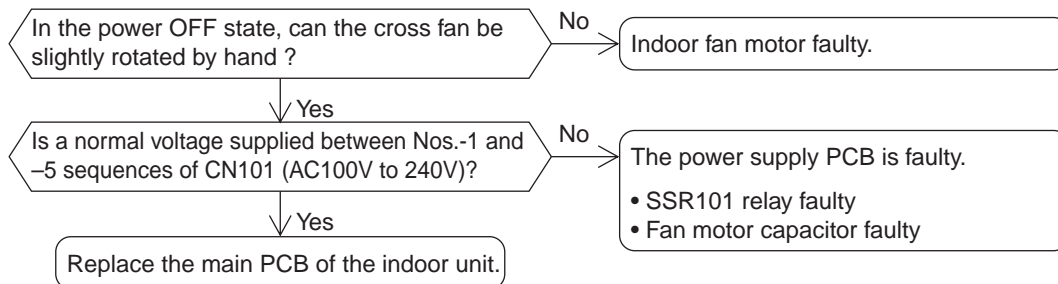 In the power OFF state, can the cross fan be
slightly rotated by hand ?
No
Indoor fan motor faulty.
Yes
Is a normal voltage supplied between Nos.-1 and
–5 sequences of CN101 (AC100V to 240V)?
No
The power supply PCB is faulty.
• SSR101 relay faulty
• Fan motor capacitor faulty
Yes
Replace the main PCB of the indoor unit.